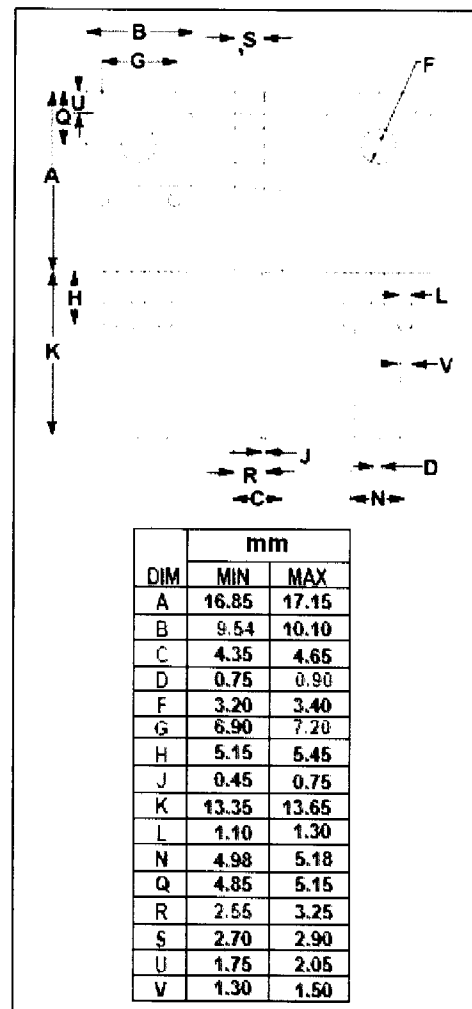 B
S
G
F
U
Q
A
H
L
K
V
J
R
D
C
N
mm
DIM MIN MAX
A 16.85 17.15
B 9.54 10.10
C 4.35 4.65
D 0.75 0.90
F 3.20 3.40
G 6.90 7.20
H 5.15 5.45
J 0.45 0.75
K 13.35 13.65
L 1.10 1.30
N 4.98 5.18
Q 4.85 5.15
R 2.55 3.25
S 2.70 2.90
U 1.75 2.05
V 1.30 1.50